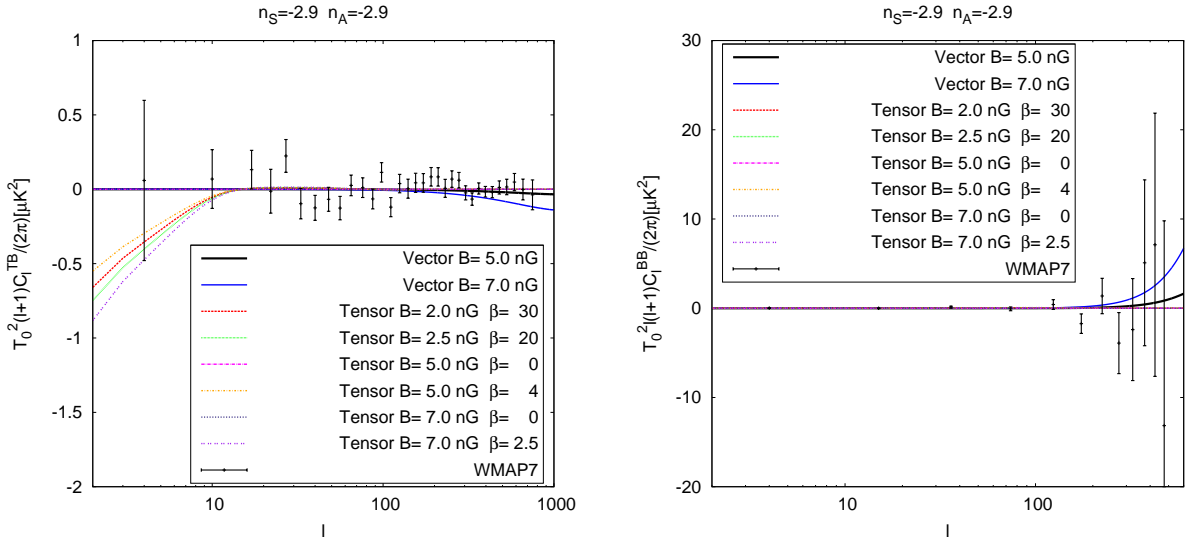 n_S=-2.9 n_A=-2.9
T_0^2(l+1)C_l^TB/(2π)[μK^2]
1
0.5
0
-0.5
-1
-1.5
-2
Vector B= 5.0 nG
Vector B= 7.0 nG
Tensor B= 2.0 nG β= 30
Tensor B= 2.5 nG β= 20
Tensor B= 5.0 nG β= 0
Tensor B= 5.0 nG β= 4
Tensor B= 7.0 nG β= 0
Tensor B= 7.0 nG β= 2.5
WMAP7
10 100 1000
l
n_S=-2.9 n_A=-2.9
T_0^2l(l+1)C_l^BB/(2π)[μK^2]
30
20
10
0
-10
-20
Vector B= 5.0 nG
Vector B= 7.0 nG
Tensor B= 2.0 nG β= 30
Tensor B= 2.5 nG β= 20
Tensor B= 5.0 nG β= 0
Tensor B= 5.0 nG β= 4
Tensor B= 7.0 nG β= 0
Tensor B= 7.0 nG β= 2.5
WMAP7
10 100
l